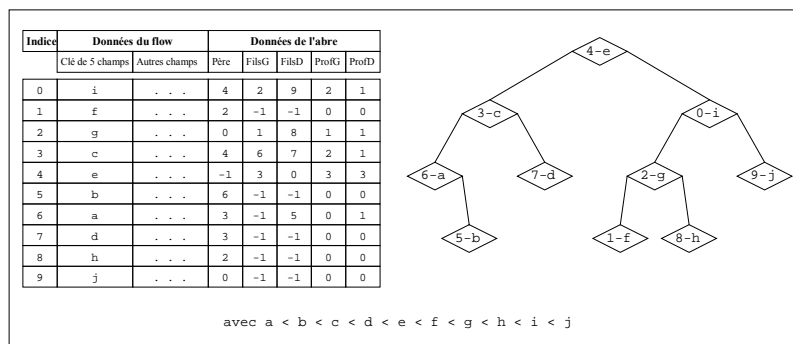 Indice Données du flow Données de l'abre
Clé de 5 champs Autres champs Père FilsG FilsD ProfG ProfD
0 i . . . 4 2 9 2 1
1 f . . . 2 -1 -1 0 0
2 g . . . 0 1 8 1 1
3 c . . . 4 6 7 2 1
4 e . . . -1 3 0 3 3
5 b . . . 6 -1 -1 0 0
6 a . . . 3 -1 5 0 1
7 d . . . 3 -1 -1 0 0
8 h . . . 2 -1 -1 0 0
9 j . . . 0 -1 -1 0 0
4-e
3-c 0-i
6-a 7-d 2-g 9-j
5-b 1-f 8-h
avec a < b < c < d < e < f < g < h < i < j